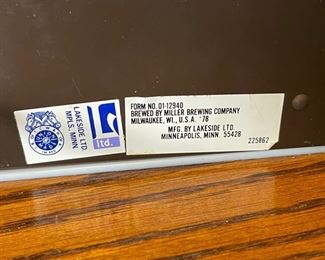 LAKESIDE LTD.
MPLS. MINN.
ltd.
FORM NO. 01-12940
BREWED BY MILLER BREWING COMPANY
MILWAUKEE, WI., U.S.A. '78
MFG. BY LAKESIDE LTD.
MINNEAPOLIS, MINN. 55428
225862